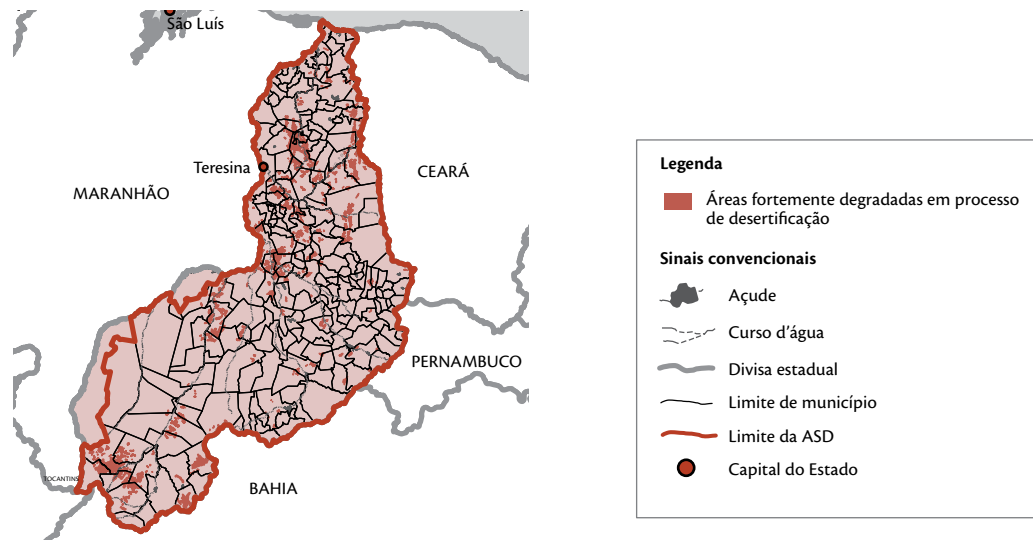 São Luís
Teresina
CEARÁ
MARANHÃO
PERNAMBUCO
TOCANTINS
BAHIA
Legenda
Áreas fortemente degradadas em processo
de desertificação
Sinais convencionais
Açude
Curso d'água
Divisa estadual
Limite de município
Limite da ASD
Capital do Estado